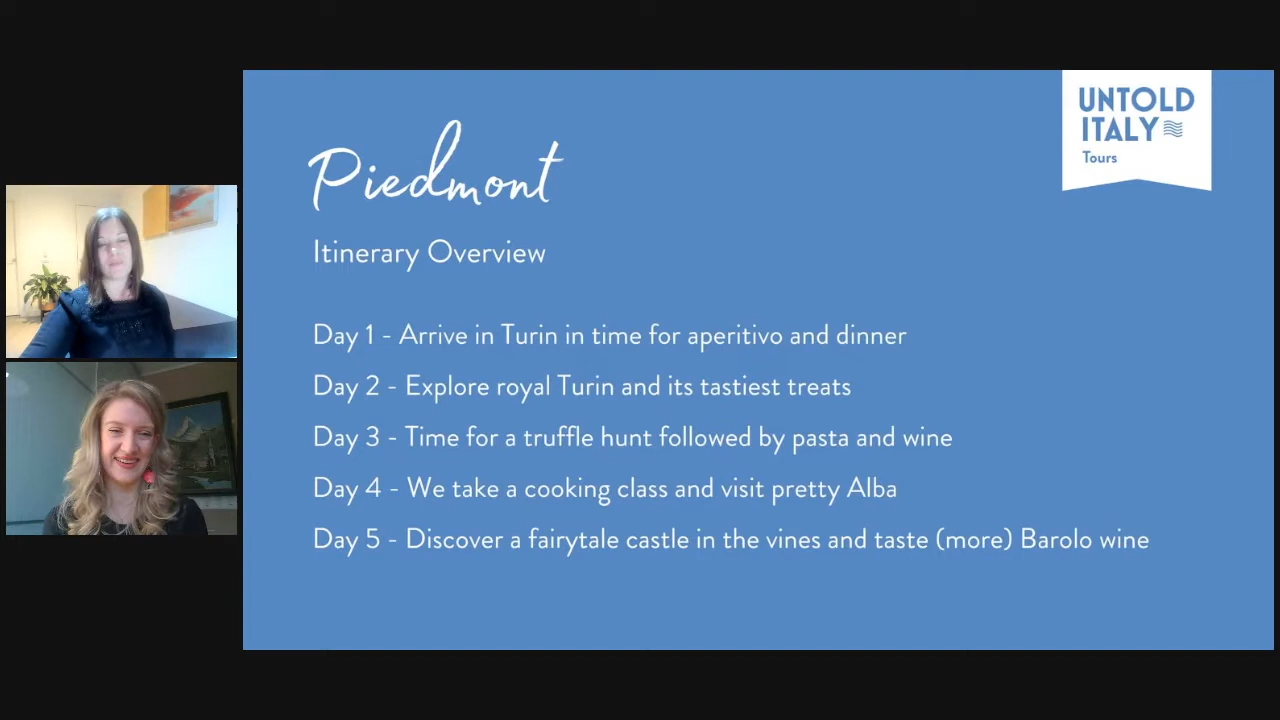 UNTOLD
ITALY
Tours
Piedmont
Itinerary Overview
Day 1 - Arrive in Turin in time for aperitivo and dinner
Day 2 - Explore royal Turin and its tastiest treats
Day 3 - Time for a truffle hunt followed by pasta and wine
Day 4 - We take a cooking class and visit pretty Alba
Day 5 - Discover a fairytale castle in the vines and taste (more) Barolo wine